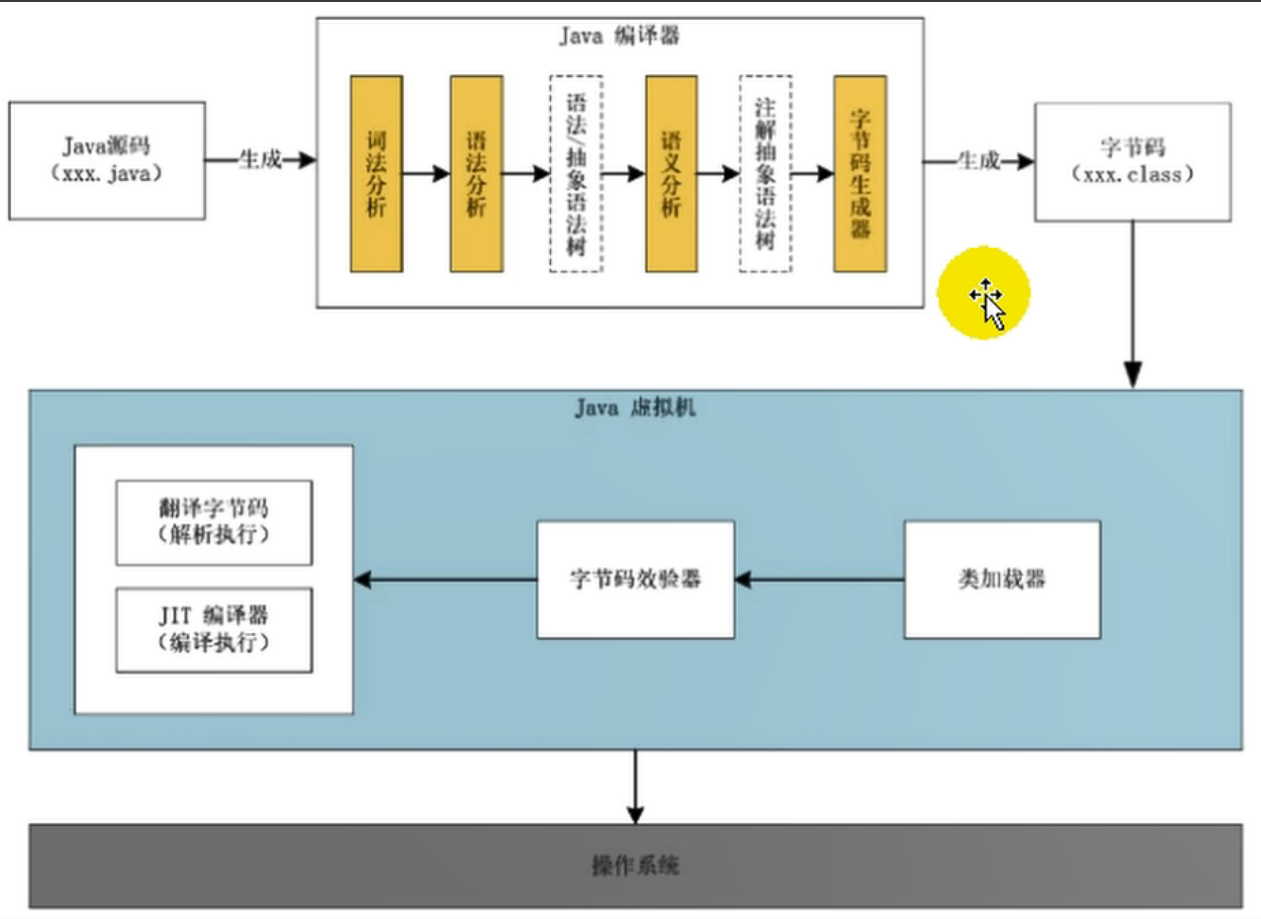 Java 编译器
Java源码
（xxx.java）
生成
词法分析
语法分析
语法/抽象语法树
语义分析
注解抽象语法树
字节码生成器
生成
字节码
（xxx.class）
Java 虚拟机
翻译字节码
（解析执行）
JIT 编译器
（编译执行）
字节码效验器
类加载器
操作系统